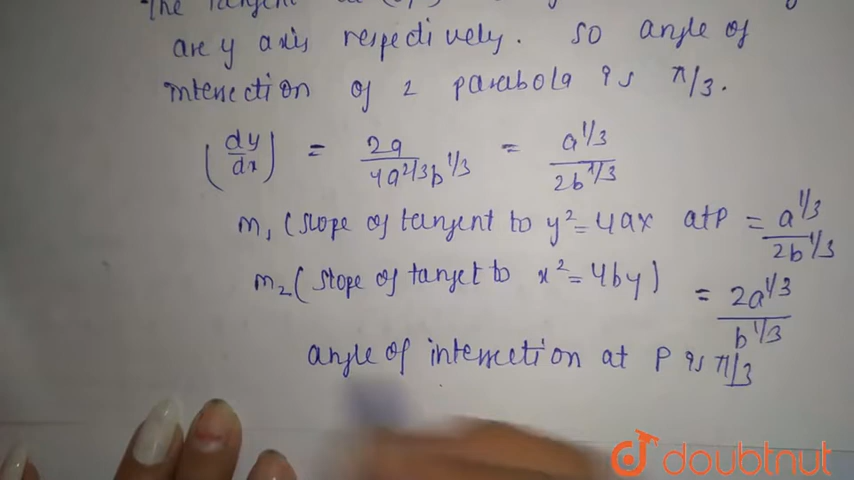 The tangent at
are y axis respectively. so angle of
intersection of 2 parabola is π/3.
(dy/dx) = 2a/4a^2/3b^1/3 = a^1/3/2b^1/3
m₁ (slope of tangent to y²=4ax at P = a^1/3/2b^1/3
m₂ (slope of tanget to x²=4by) = 2a^1/3/b^1/3
angle of intersection at P is π/3
doubtnut